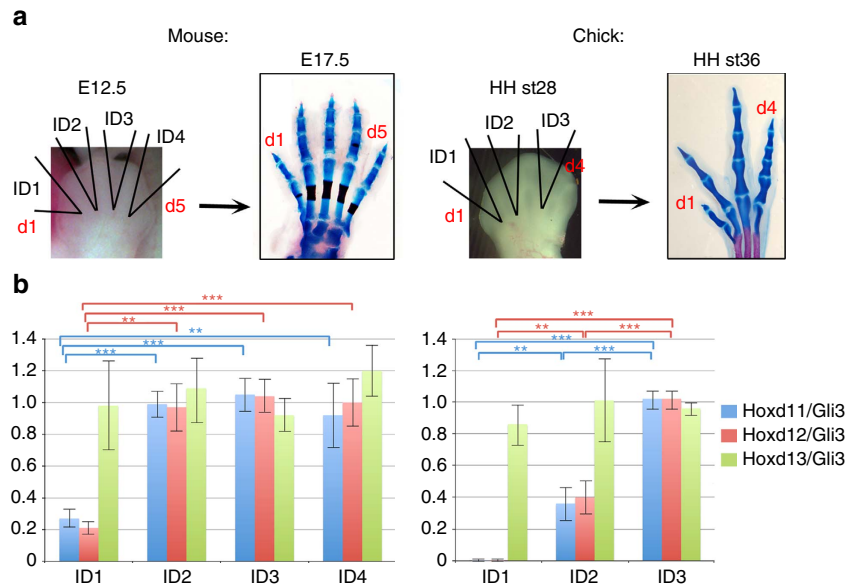 a
Mouse:
Chick:
E12.5
E17.5
HH st28
HH st36
ID1
ID2
ID3
ID4
d1
d5
d1
d5
ID1
ID2
ID3
d1
d4
d1
d4
b
***
***
**
**
***
***
1.4
1.2
1.0
0.8
0.6
0.4
0.2
0
ID1
ID2
ID3
ID4
***
**
***
***
**
***
1.4
1.2
1.0
0.8
0.6
0.4
0.2
0
ID1
ID2
ID3
Hoxd11/Gli3
Hoxd12/Gli3
Hoxd13/Gli3